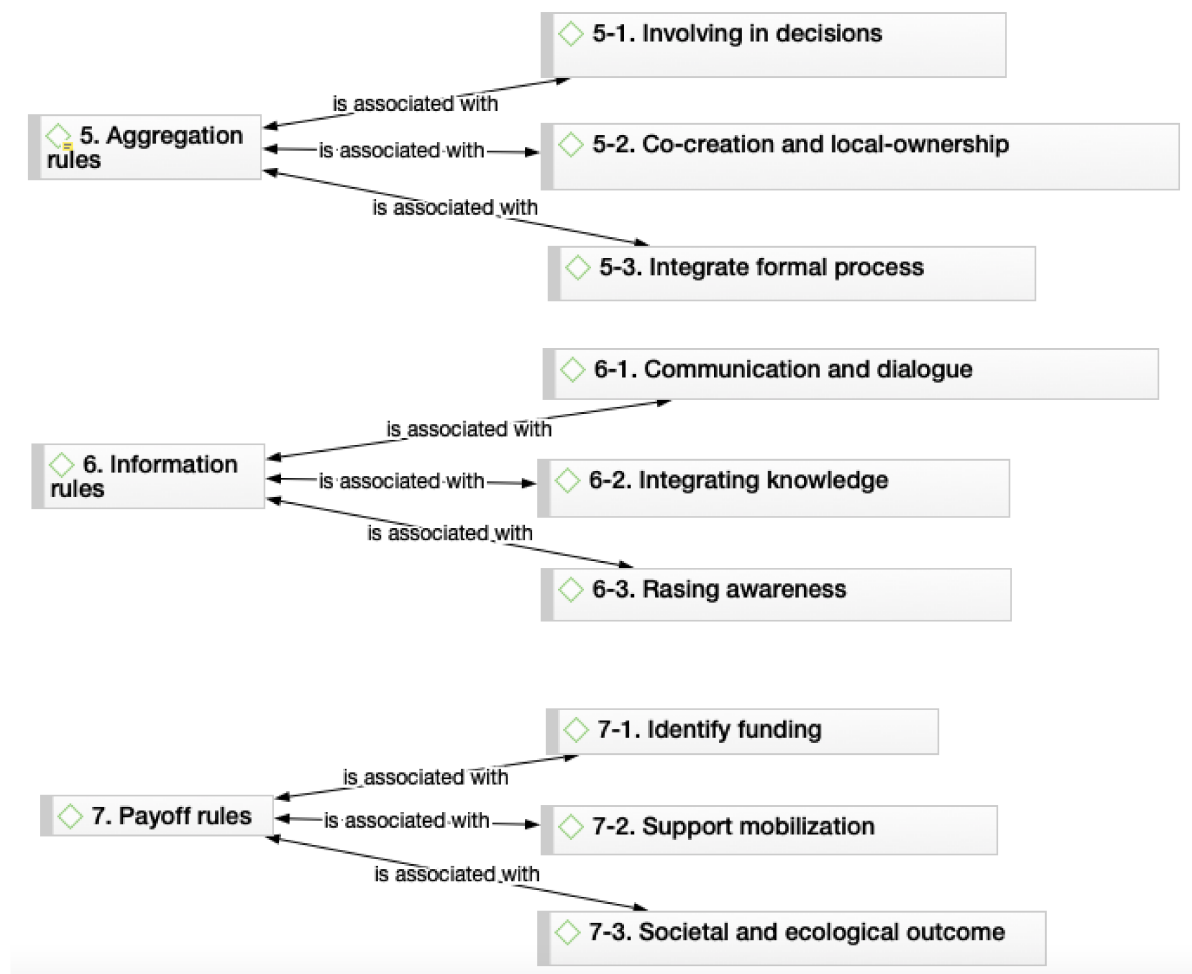 5-1. Involving in decisions
is associated with
5. Aggregation
rules
is associated with
5-2. Co-creation and local-ownership
is associated with
5-3. Integrate formal process
6-1. Communication and dialogue
is associated with
6. Information
rules
is associated with
6-2. Integrating knowledge
is associated with
6-3. Rasing awareness
7-1. Identify funding
is associated with
7. Payoff rules
is associated with
7-2. Support mobilization
is associated with
7-3. Societal and ecological outcome